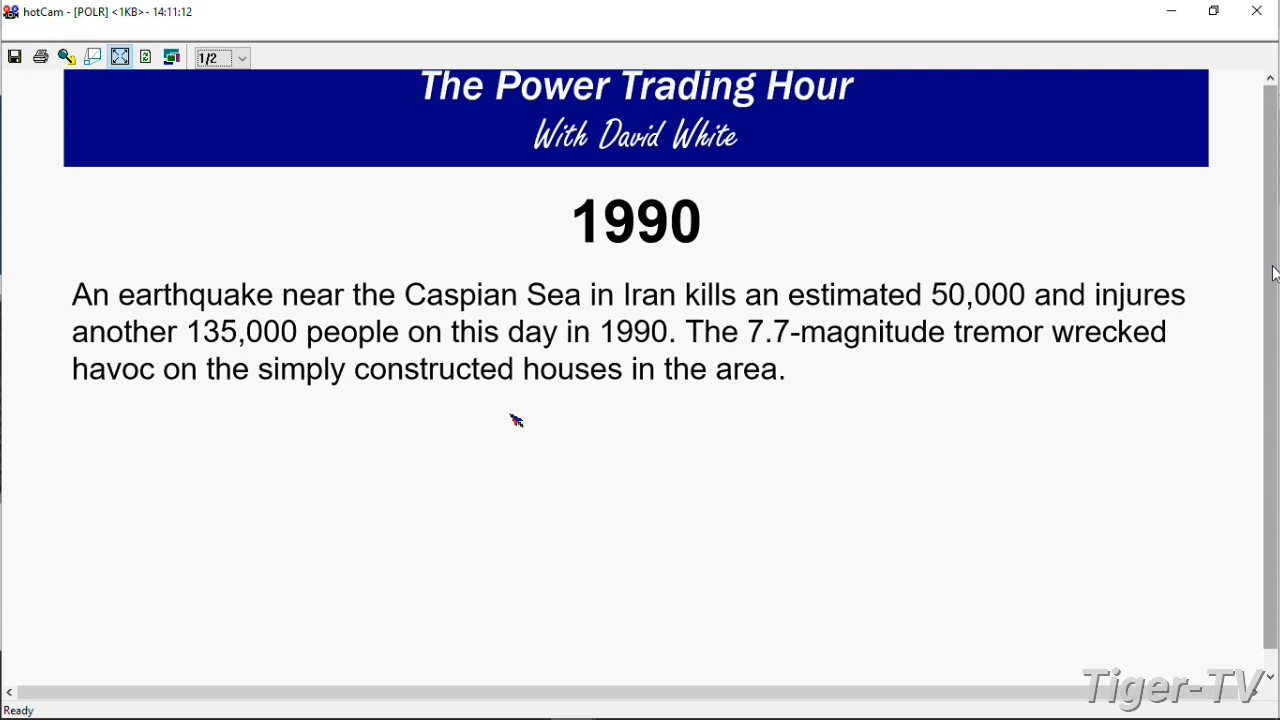 hotCam - [POLR] <1KB> - 14:11:12
1/2
The Power Trading Hour
With David White
1990
An earthquake near the Caspian Sea in Iran kills an estimated 50,000 and injures
another 135,000 people on this day in 1990. The 7.7-magnitude tremor wrecked
havoc on the simply constructed houses in the area.
Tiger-TV
Ready